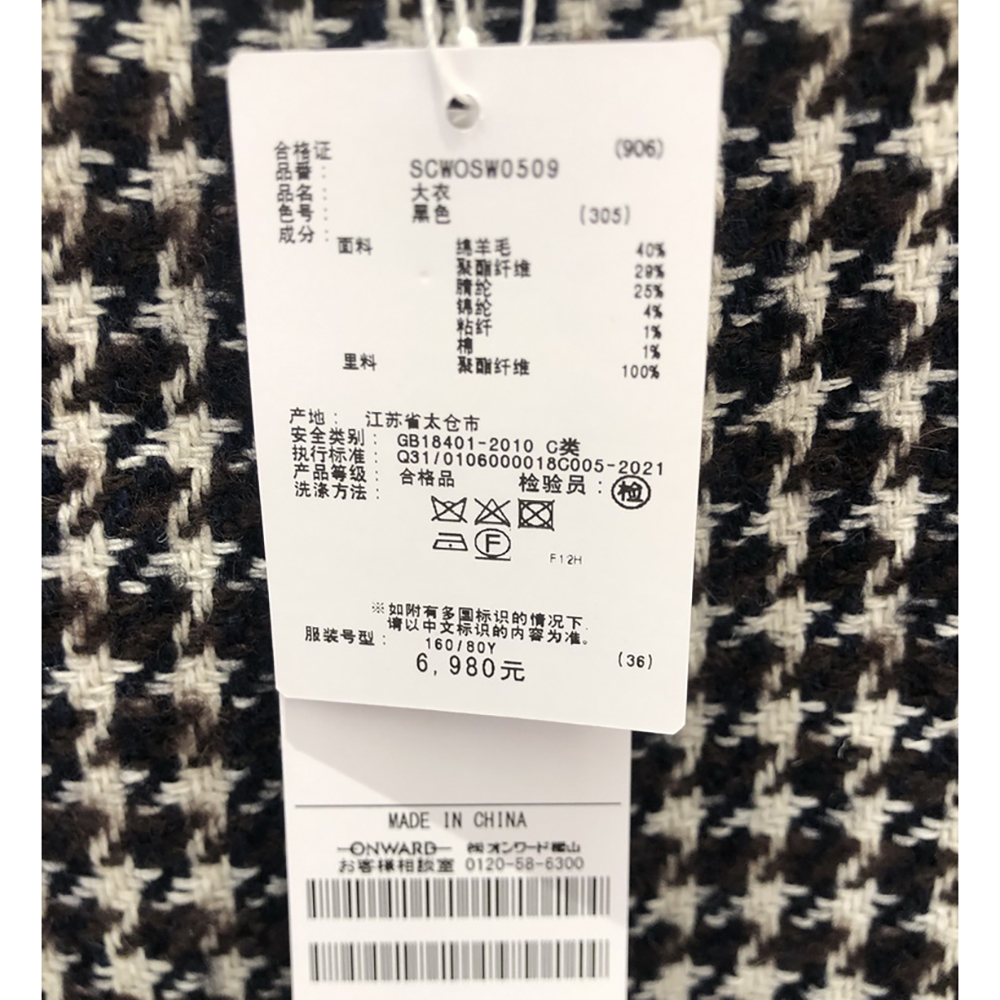 合格证 (906)
品番： SCWOSW0509
品名： 大衣
色号： 黑色 (305)
成分：
面料 绵羊毛 40%
聚酯纤维 29%
腈纶 25%
锦纶 4%
粘纤 1%
棉 1%
里料 聚酯纤维 100%
产地： 江苏省太仓市
安全类别： GB18401-2010 C类
执行标准： Q31/0106000018C005-2021
产品等级： 合格品 检验员：检
洗涤方法：
F
F12H
※如附有多国标识的情况下,
请以中文标识的内容为准。
服装号型： 160/80Y
6,980元 (36)
MADE IN CHINA
ONWARD ㈱オンワード樫山
お客様相談室 0120-58-6300